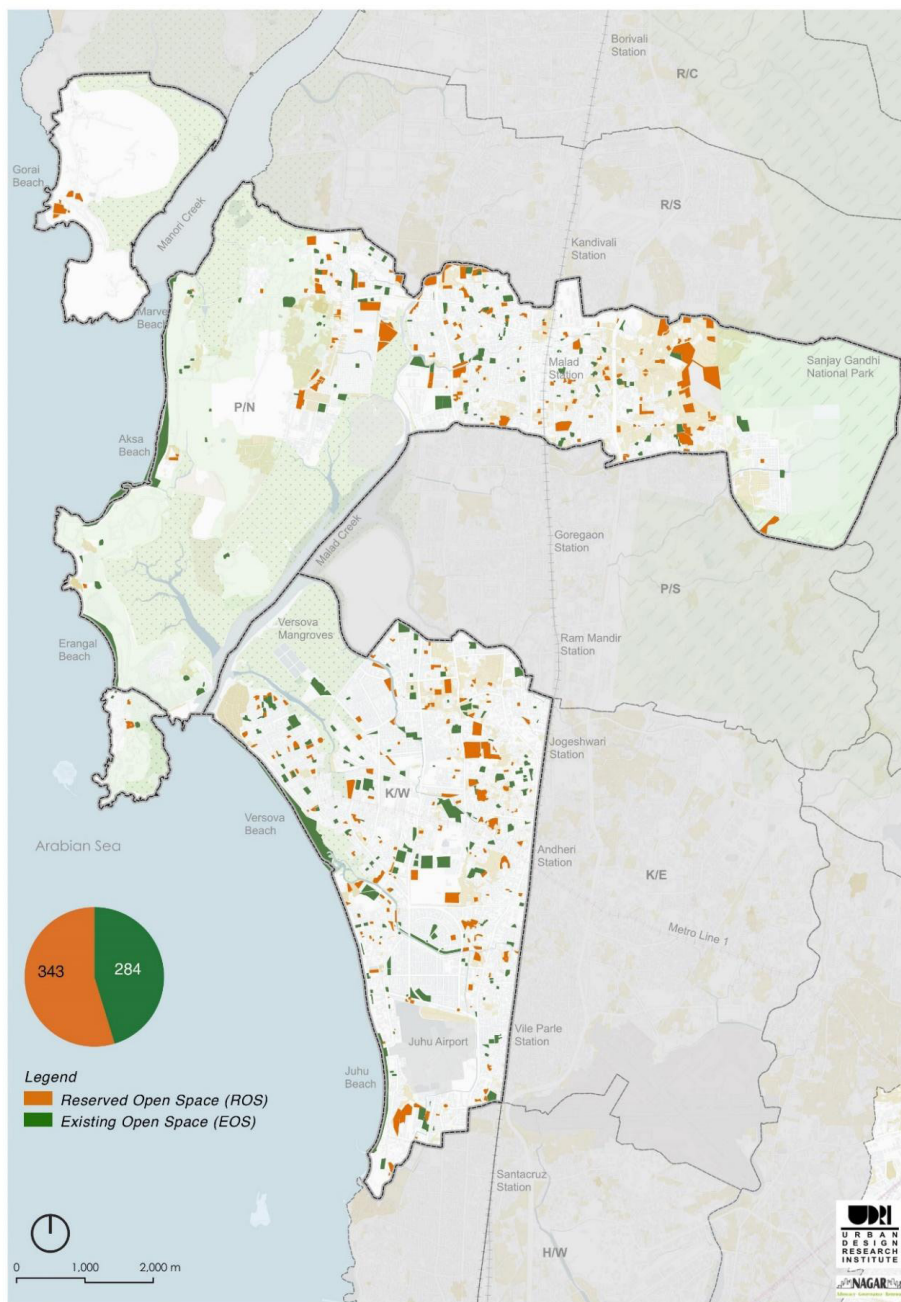 Borivali
Station
R/C
Gorai
Beach
Manori Creek
R/S
Kandivali
Station
Marve
Beach
Malad
Station
Sanjay Gandhi
National Park
P/N
Aksa
Beach
Malad Creek
Goregaon
Station
P/S
Versova
Mangroves
Ram Mandir
Station
Erangal
Beach
Jogeshwari
Station
K/W
Versova
Beach
Arabian Sea
Andheri
Station
K/E
Metro Line 1
343
284
Vile Parle
Station
Juhu Airport
Juhu
Beach
Legend
Reserved Open Space (ROS)
Existing Open Space (EOS)
Santacruz
Station
H/W
0 1,000 2,000 m
UDRI
URBAN
DESIGN
RESEARCH
INSTITUTE
NAGAR